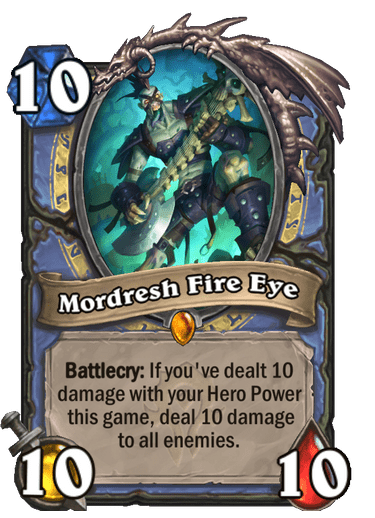 10
Mordresh Fire Eye
Battlecry: If you've dealt 10
damage with your Hero Power
this game, deal 10 damage
to all enemies.
10
10